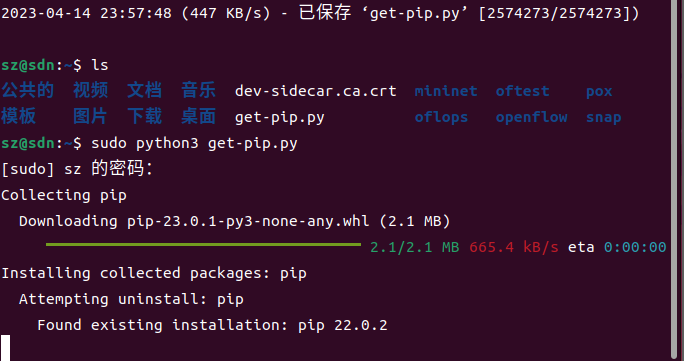 2023-04-14 23:57:48 (447 KB/s) - 已保存 ‘get-pip.py’ [2574273/2574273])
sz@sdn:~$ ls
公共的 视频 文档 音乐 dev-sidecar.ca.crt mininet oftest pox
模板 图片 下载 桌面 get-pip.py oflops openflow snap
sz@sdn:~$ sudo python3 get-pip.py
[sudo] sz 的密码：
Collecting pip
Downloading pip-23.0.1-py3-none-any.whl (2.1 MB)
2.1/2.1 MB 665.4 kB/s eta 0:00:00
Installing collected packages: pip
Attempting uninstall: pip
Found existing installation: pip 22.0.2